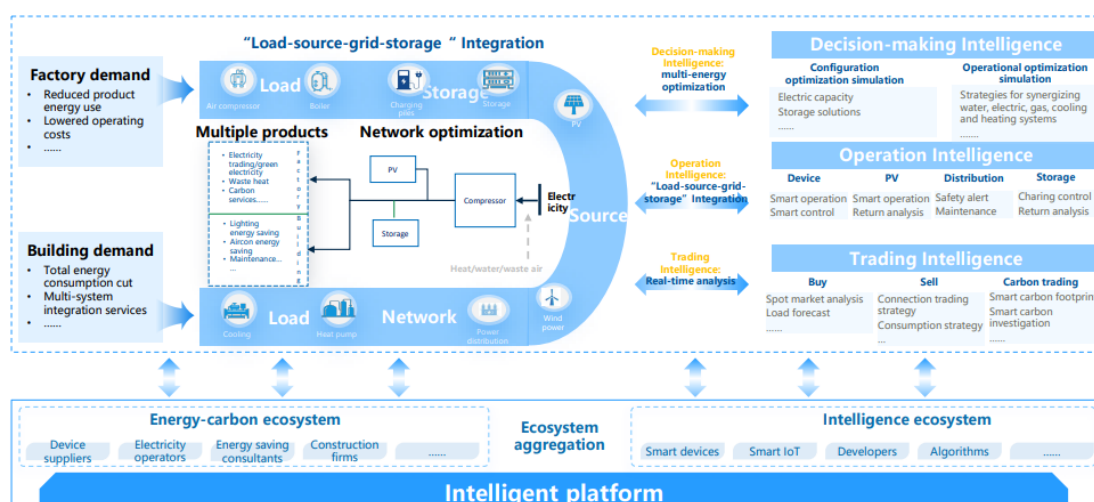 “Load-source-grid-storage “ Integration
Factory demand
• Reduced product
energy use
• Lowered operating
costs
• ......
Building demand
• Total energy
consumption cut
• Multi-system
integration services
• ......
Load
Storage
Air compressor
Boiler
Charging
piles
Storage
PV
Source
Multiple products
Network optimization
• Electricity
trading/green
electricity
• Waste heat
• Carbon
services......
Factory
• Lighting
energy saving
• Aircon energy
saving
• Maintenance...
...
PV
Storage
Compressor
Electr
icity
Heat/water/waste air
Load
Network
Cooling
Heat pump
Power
distribution
Wind
power
Decision-making
Intelligence:
multi-energy
optimization
Operation
Intelligence:
“Load-source-grid-
storage” Integration
Trading
Intelligence:
Real-time analysis
Decision-making Intelligence
Configuration
optimization simulation
Electric capacity
Storage solutions
......
Operational optimization
simulation
Strategies for synergizing
water, electric, gas, cooling
and heating systems
.......
Operation Intelligence
Device
Smart operation
Smart control
PV
Smart operation
Return analysis
Distribution
Safety alert
Maintenance
Storage
Charing control
Return analysis
Trading Intelligence
Buy
Spot market analysis
Load forecast
......
Sell
Connection trading
strategy
Consumption strategy
...
Carbon trading
Smart carbon footprin
Smart carbon
investigation
......
Energy-carbon ecosystem
Device
suppliers
Electricity
operators
Energy saving
consultants
Construction
firms
......
Ecosystem
aggregation
Intelligence ecosystem
Smart devices
Smart IoT
Developers
Algorithms
......
Intelligent platform